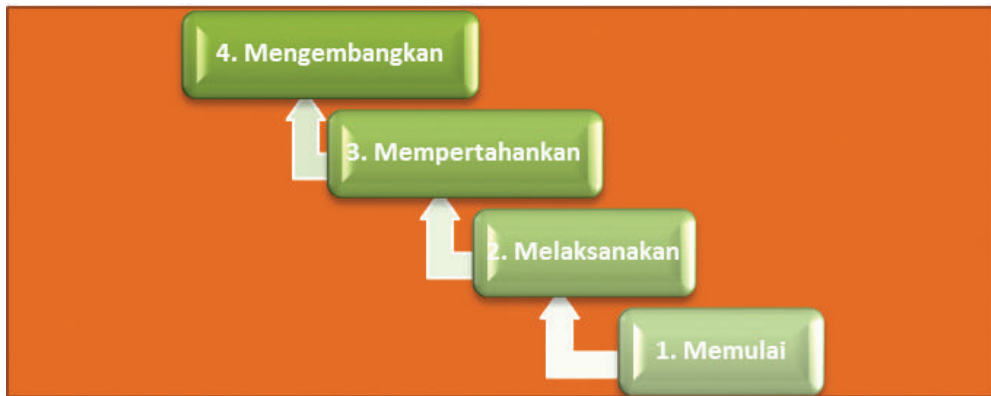 4. Mengembangkan
3. Mempertahankan
2. Melaksanakan
1. Memulai